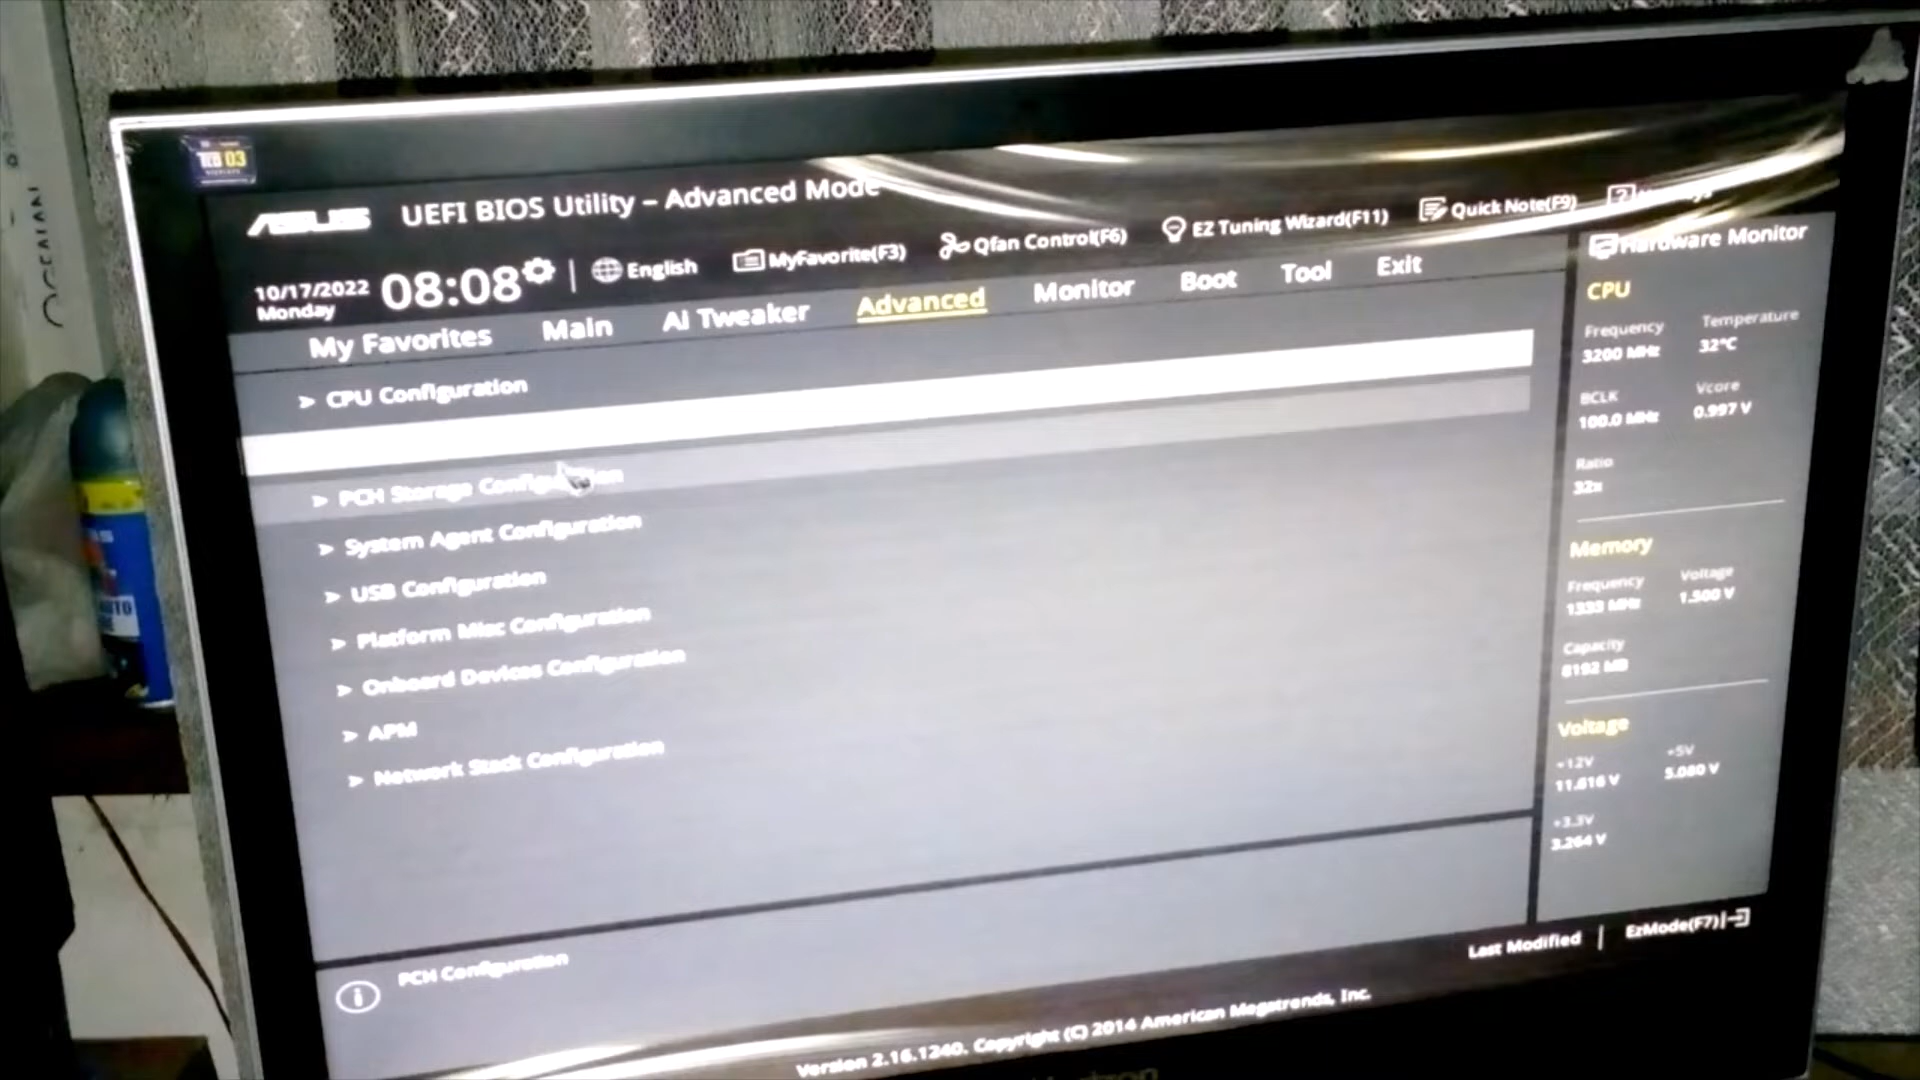 ASUS UEFI BIOS Utility – Advanced Mode
10/17/2022
Monday
08:08
English
MyFavorite(F3)
Qfan Control(F6)
EZ Tuning Wizard(F11)
Quick Note(F9)
My Favorites
Main
Ai Tweaker
Advanced
Monitor
Boot
Tool
Exit
> CPU Configuration
> PCH Storage Configuration
> System Agent Configuration
> USB Configuration
> Platform Misc Configuration
> Onboard Devices Configuration
> APM
> Network Stack Configuration
PCH Configuration
Hardware Monitor
CPU
Frequency Temperature
3200 MHz 32°C
BCLK Vcore
100.0 MHz 0.997 V
Ratio
32x
Memory
Frequency Voltage
1333 MHz 1.500 V
Capacity
8192 MB
Voltage
+12V +5V
11.616 V 5.080 V
+3.3V
3.264 V
Last Modified
EzMode(F7)
Version 2.16.1240. Copyright (C) 2014 American Megatrends, Inc.